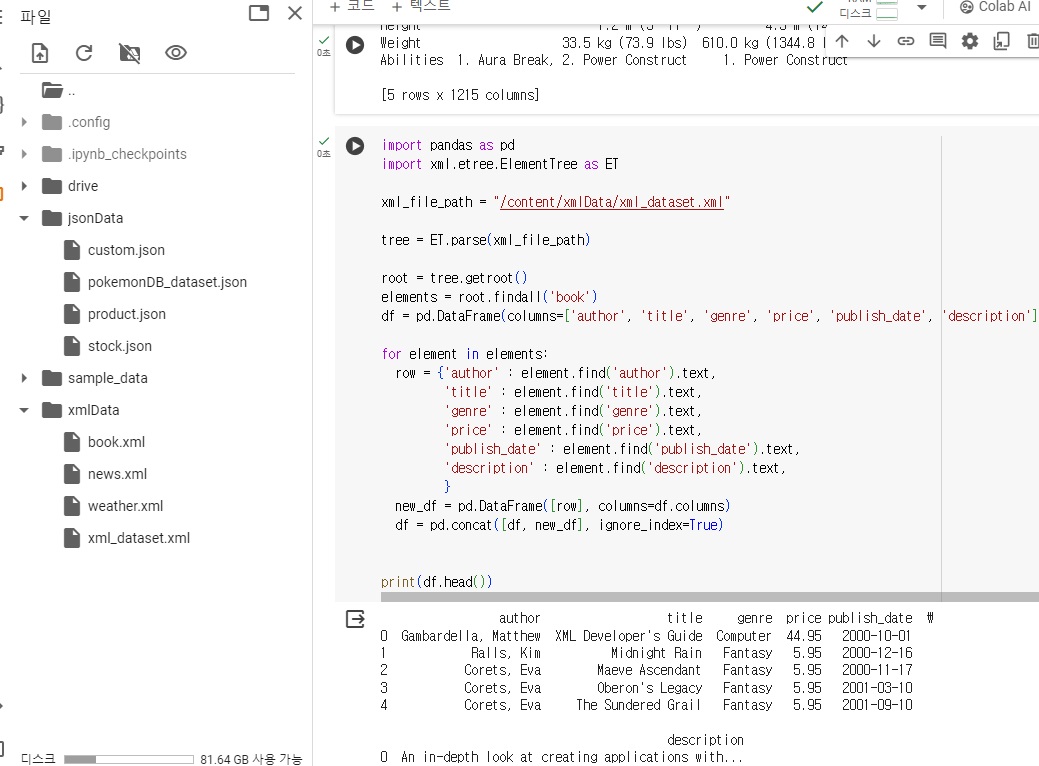 파일
..
.config
.ipynb_checkpoints
drive
jsonData
custom.json
pokemonDB_dataset.json
product.json
stock.json
sample_data
xmlData
book.xml
news.xml
weather.xml
xml_dataset.xml
디스크 81.64 GB 사용 가능
+ 코드 + 텍스트
디스크
Colab AI
0초
Weight 33.5 kg (73.9 lbs) 610.0 kg (1344.8 l
Abilities 1. Aura Break, 2. Power Construct 1. Power Construct
[5 rows x 1215 columns]
0초
import pandas as pd
import xml.etree.ElementTree as ET
xml_file_path = "/content/xmlData/xml_dataset.xml"
tree = ET.parse(xml_file_path)
root = tree.getroot()
elements = root.findall('book')
df = pd.DataFrame(columns=['author', 'title', 'genre', 'price', 'publish_date', 'description']
for element in elements:
row = {'author' : element.find('author').text,
'title' : element.find('title').text,
'genre' : element.find('genre').text,
'price' : element.find('price').text,
'publish_date' : element.find('publish_date').text,
'description' : element.find('description').text,
}
new_df = pd.DataFrame([row], columns=df.columns)
df = pd.concat([df, new_df], ignore_index=True)
print(df.head())
author title genre price publish_date ₩
0 Gambardella, Matthew XML Developer's Guide Computer 44.95 2000-10-01
1 Ralls, Kim Midnight Rain Fantasy 5.95 2000-12-16
2 Corets, Eva Maeve Ascendant Fantasy 5.95 2000-11-17
3 Corets, Eva Oberon's Legacy Fantasy 5.95 2001-03-10
4 Corets, Eva The Sundered Grail Fantasy 5.95 2001-09-10
description
0 An in-depth look at creating applications with...